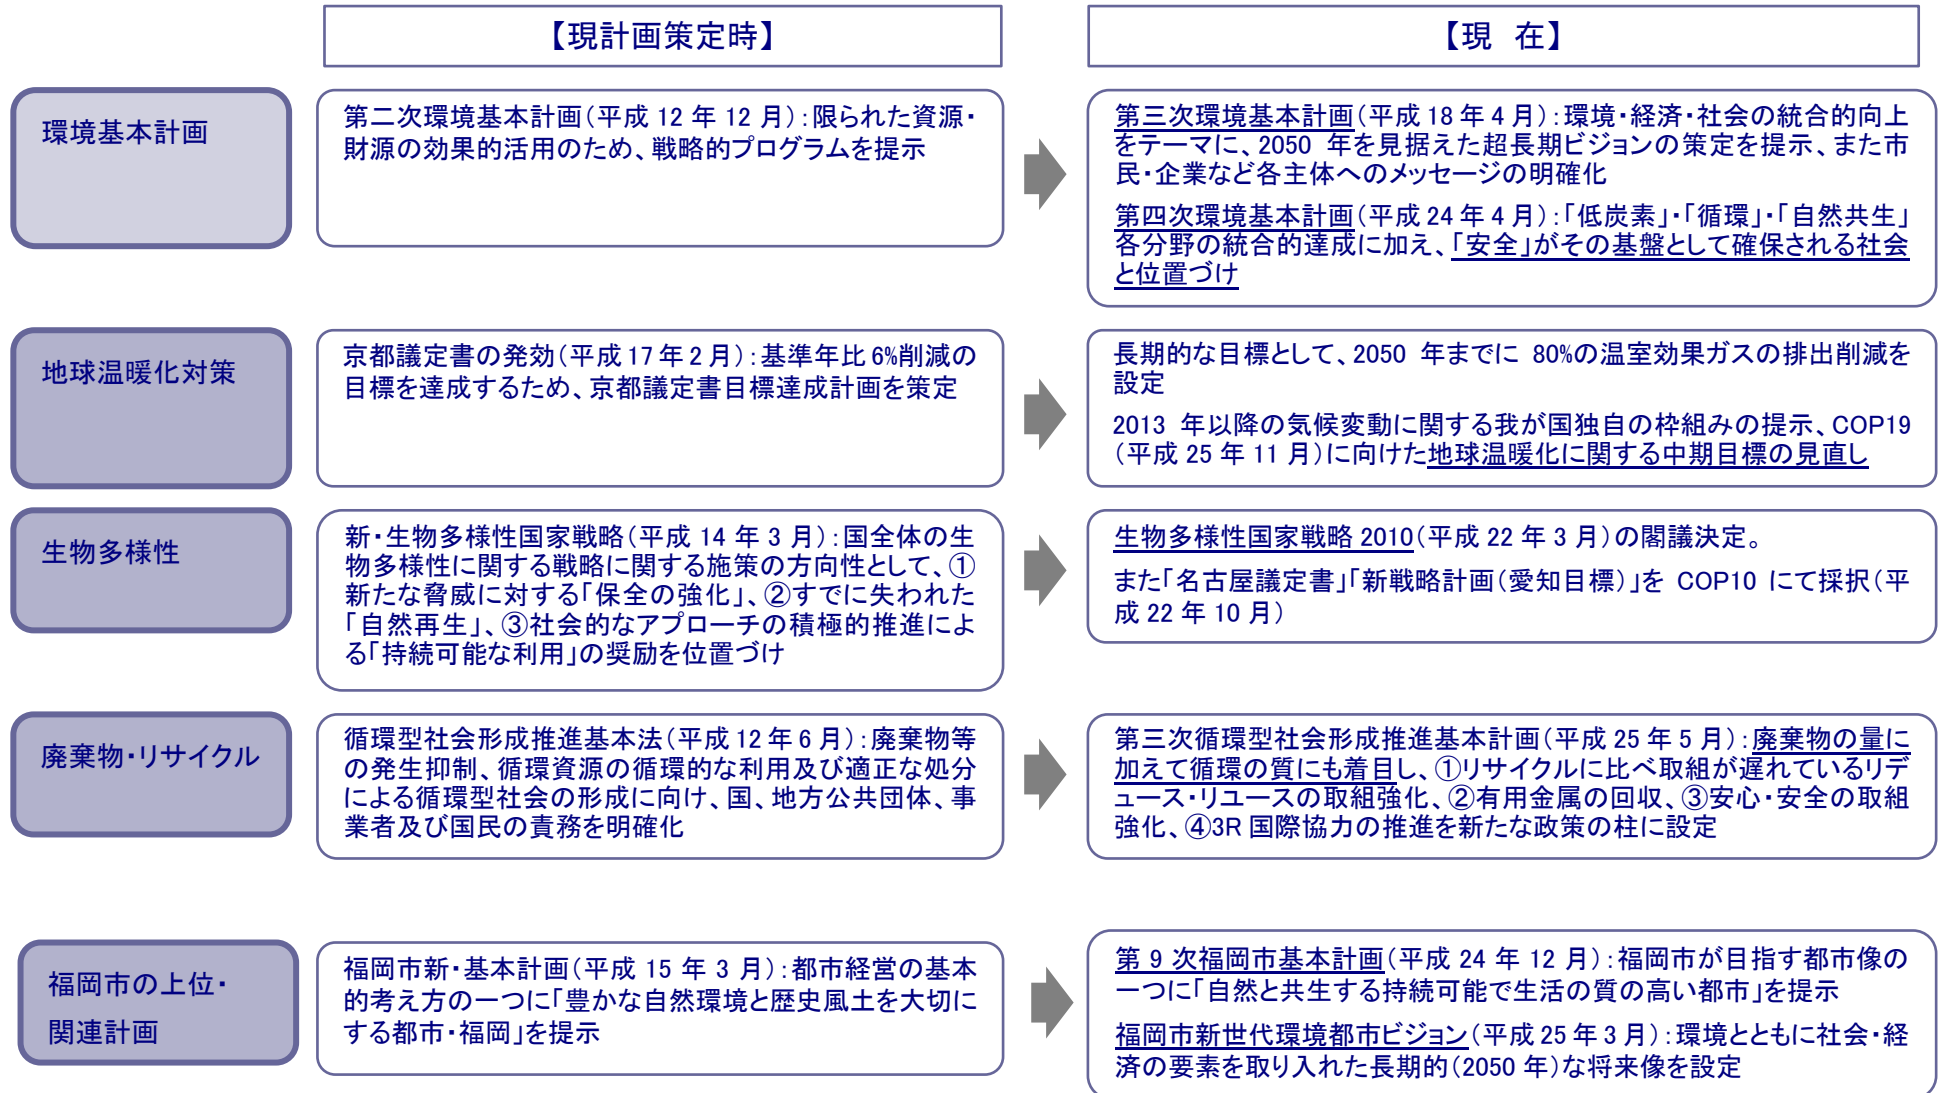 【現計画策定時】
【現　在】
環境基本計画
第二次環境基本計画(平成 12 年 12 月):限られた資源・
財源の効果的活用のため、戦略的プログラムを提示
第三次環境基本計画(平成 18 年 4 月):環境・経済・社会の統合的向上
をテーマに、2050 年を見据えた超長期ビジョンの策定を提示、また市
民・企業など各主体へのメッセージの明確化
第四次環境基本計画(平成 24 年 4 月):「低炭素」・「循環」・「自然共生」
各分野の統合的達成に加え、「安全」がその基盤として確保される社会
と位置づけ
地球温暖化対策
京都議定書の発効(平成 17 年 2 月):基準年比 6%削減の
目標を達成するため、京都議定書目標達成計画を策定
長期的な目標として、2050 年までに 80%の温室効果ガスの排出削減を
設定
2013 年以降の気候変動に関する我が国独自の枠組みの提示、COP19
(平成 25 年 11 月)に向けた地球温暖化に関する中期目標の見直し
生物多様性
新・生物多様性国家戦略(平成 14 年 3 月):国全体の生
物多様性に関する戦略に関する施策の方向性として、①
新たな脅威に対する「保全の強化」、②すでに失われた
「自然再生」、③社会的なアプローチの積極的推進によ
る「持続可能な利用」の奨励を位置づけ
生物多様性国家戦略 2010(平成 22 年 3 月)の閣議決定。
また「名古屋議定書」「新戦略計画(愛知目標)」を COP10 にて採択(平
成 22 年 10 月)
廃棄物・リサイクル
循環型社会形成推進基本法(平成 12 年 6 月):廃棄物等
の発生抑制、循環資源の循環的な利用及び適正な処分
による循環型社会の形成に向け、国、地方公共団体、事
業者及び国民の責務を明確化
第三次循環型社会形成推進基本計画(平成 25 年 5 月):廃棄物の量に
加えて循環の質にも着目し、①リサイクルに比べ取組が遅れているリデ
ュース・リユースの取組強化、②有用金属の回収、③安心・安全の取組
強化、④3R 国際協力の推進を新たな政策の柱に設定
福岡市の上位・
関連計画
福岡市新・基本計画(平成 15 年 3 月):都市経営の基本
的考え方の一つに「豊かな自然環境と歴史風土を大切に
する都市・福岡」を提示
第 9 次福岡市基本計画(平成 24 年 12 月):福岡市が目指す都市像の
一つに「自然と共生する持続可能で生活の質の高い都市」を提示
福岡市新世代環境都市ビジョン(平成 25 年 3 月):環境とともに社会・経
済の要素を取り入れた長期的(2050 年)な将来像を設定